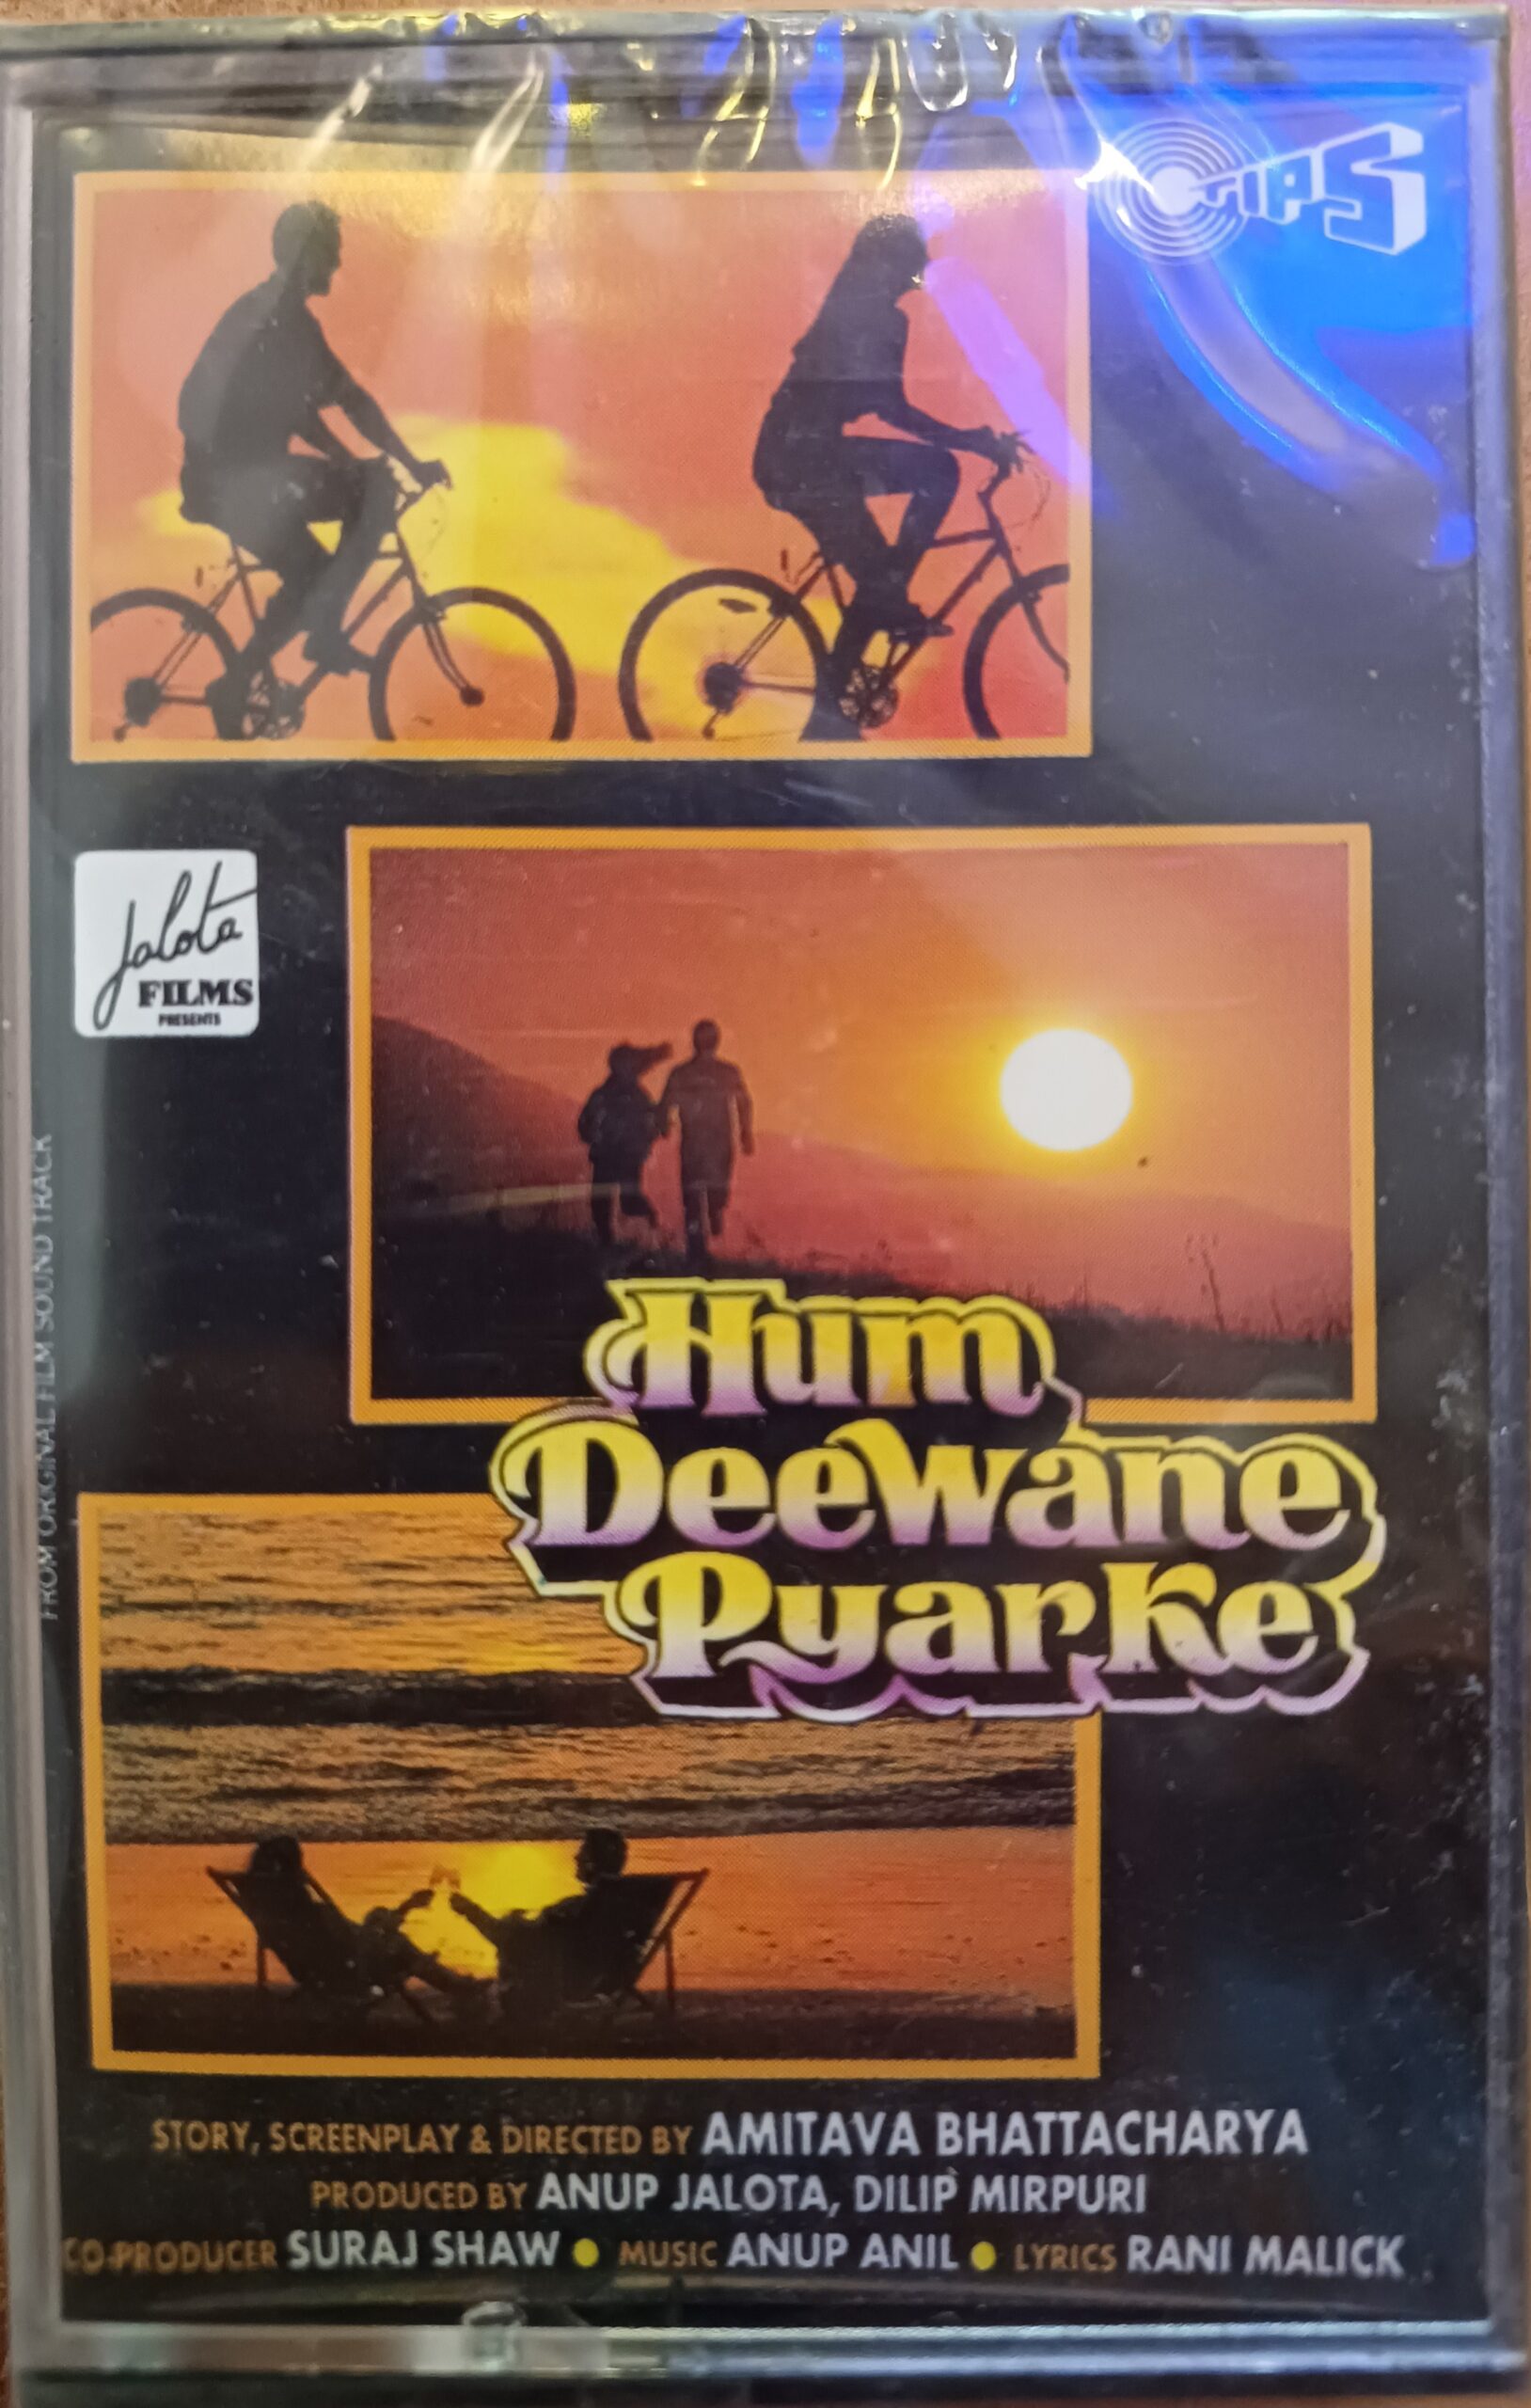 TIPS
Jalota
FILMS
PRESENTS
FROM ORIGINAL FILM SOUND TRACK
Hum
Deewane
Pyarke
STORY, SCREENPLAY & DIRECTED BY AMITAVA BHATTACHARYA
PRODUCED BY ANUP JALOTA, DILIP MIRPURI
CO-PRODUCER SURAJ SHAW ● MUSIC ANUP ANIL ● LYRICS RANI MALICK